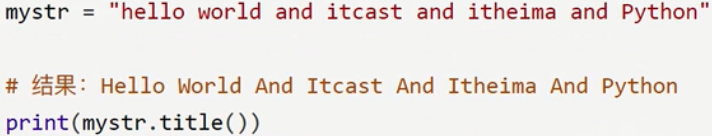 mystr = "hello world and itcast and itheima and Python"
# 结果：Hello World And Itcast And Itheima And Python
print(mystr.title())